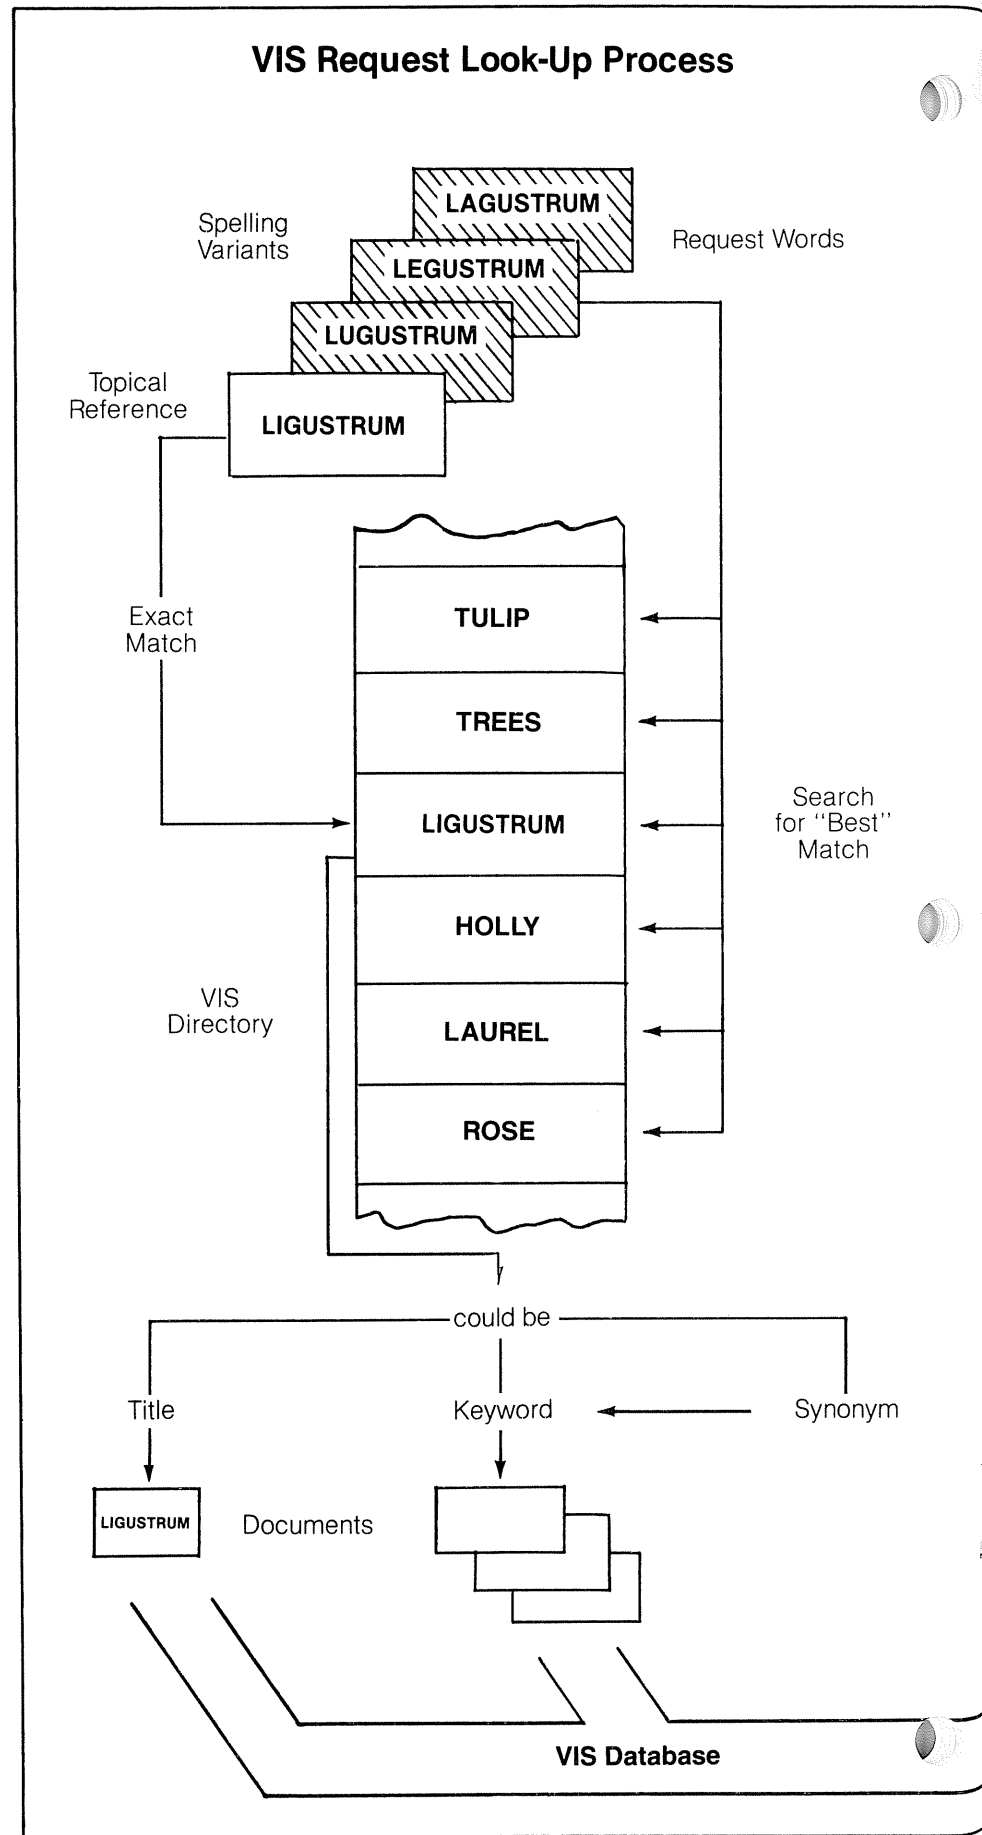 VIS Request Look-Up Process
LAGUSTRUM
Spelling
Variants
Request Words
LEGUSTRUM
LUGUSTRUM
Topical
Reference
LIGUSTRUM
Exact
Match
TULIP
TREES
LIGUSTRUM
Search
for "Best"
Match
HOLLY
VIS
Directory
LAUREL
ROSE
could be
Title
Keyword
Synonym
LIGUSTRUM
Documents
VIS Database